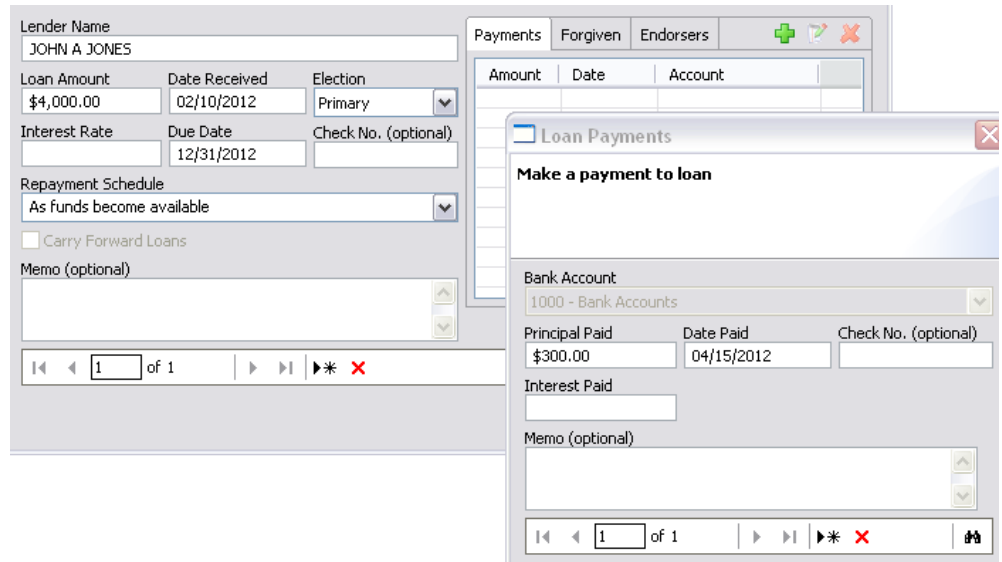 Lender Name
JOHN A JONES
Loan Amount Date Received Election
$4,000.00 02/10/2012 Primary
Interest Rate Due Date Check No. (optional)
12/31/2012
Repayment Schedule
As funds become available
Carry Forward Loans
Memo (optional)
1 of 1
Payments Forgiven Endorsers
Amount Date Account
Loan Payments
Make a payment to loan
Bank Account
1000 - Bank Accounts
Principal Paid Date Paid Check No. (optional)
$300.00 04/15/2012
Interest Paid
Memo (optional)
1 of 1